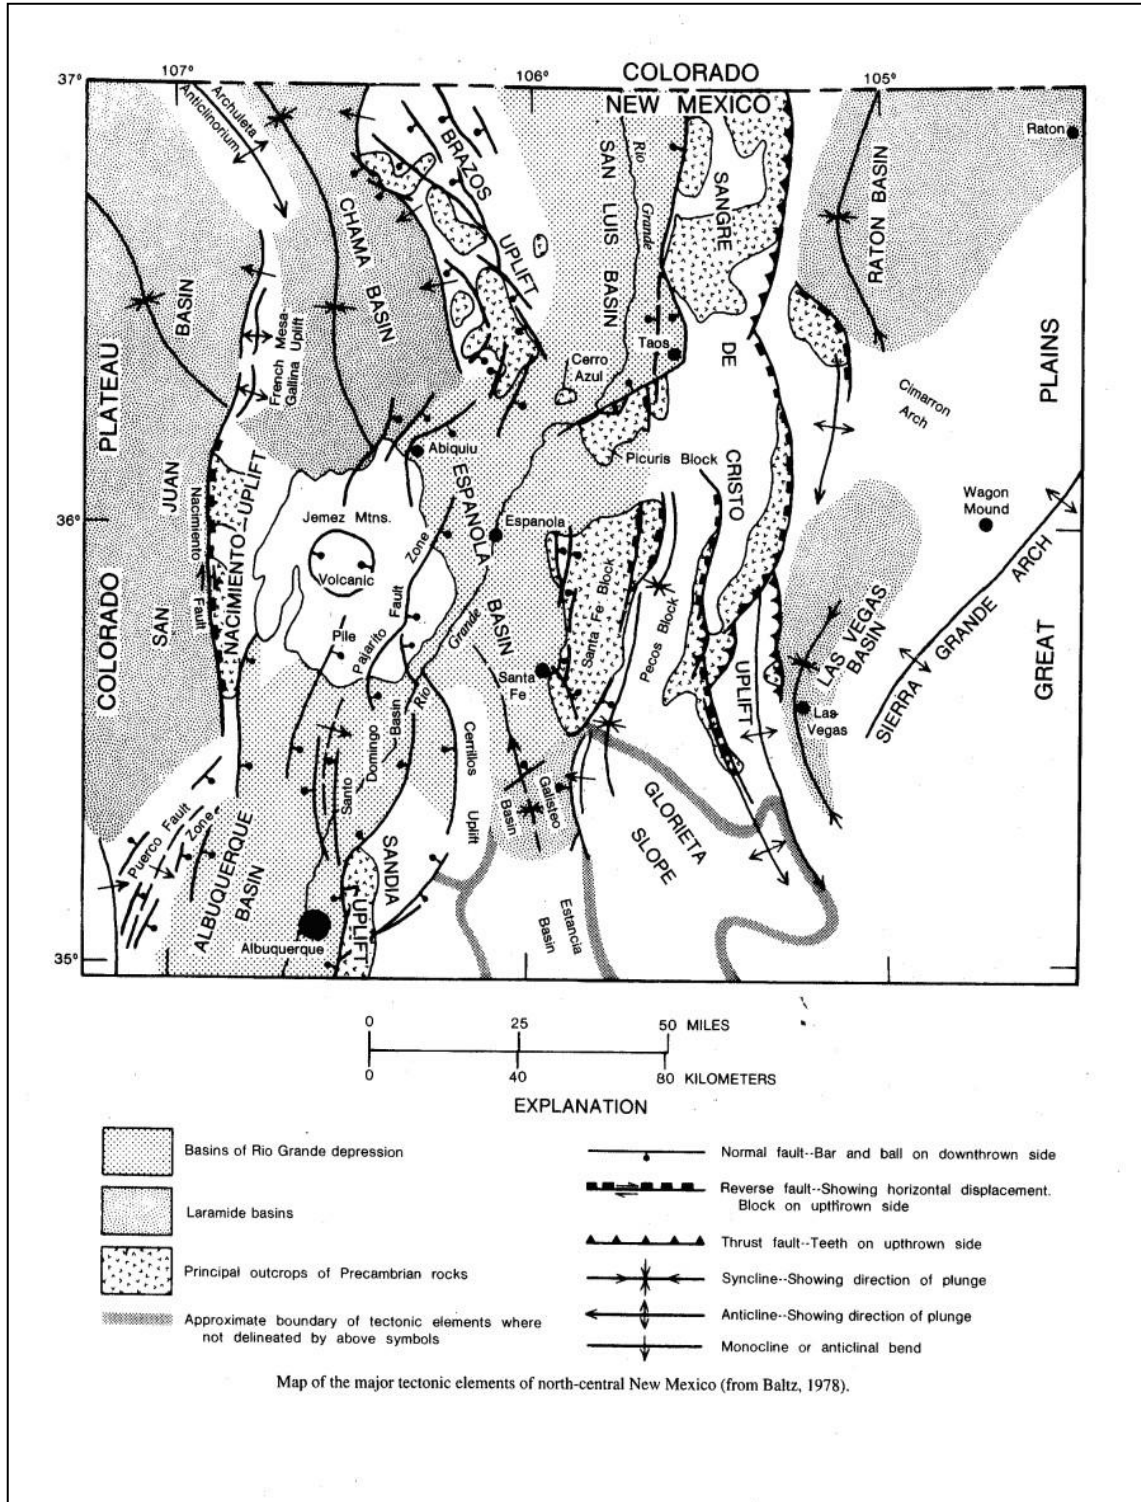 37°
107°
106°
COLORADO
NEW MEXICO
105°
Raton
Archuleta
Anticlinorium
BRAZOS
UPLIFT
CHAMA BASIN
SAN LUIS BASIN
Rio
Grande
SANGRE
DE
CRISTO
UPLIFT
RATON BASIN
COLORADO
PLATEAU
SAN
JUAN
BASIN
French Mesa-
Gallina Uplift
Taos
Cerro
Azul
Cimarron
Arch
GREAT
PLAINS
Abiquiu
Picuris Block
36°
Nacimiento
Fault
NACIMIENTO UPLIFT
Jemez Mtns.
Volcanic
Pile
Pajarito
Fault
Zone
ESPANOLA
BASIN
Espanola
Rio
Grande
Santa Fe Block
Pecos Block
Wagon
Mound
SIERRA GRANDE ARCH
LAS VEGAS
BASIN
Las
Vegas
Santa
Fe
Santo
Domingo
Basin
Cerrillos
Uplift
Galisteo
Basin
GLORIETA
SLOPE
Puerco Fault
Zone
ALBUQUERQUE
BASIN
SANDIA
UPLIFT
Estancia
Basin
Albuquerque
35°
0 25 50 MILES
0 40 80 KILOMETERS
EXPLANATION
Basins of Rio Grande depression
Laramide basins
Principal outcrops of Precambrian rocks
Approximate boundary of tectonic elements where
not delineated by above symbols
Normal fault--Bar and ball on downthrown side
Reverse fault--Showing horizontal displacement.
Block on upthrown side
Thrust fault--Teeth on upthrown side
Syncline--Showing direction of plunge
Anticline--Showing direction of plunge
Monocline or anticlinal bend
Map of the major tectonic elements of north-central New Mexico (from Baltz, 1978).